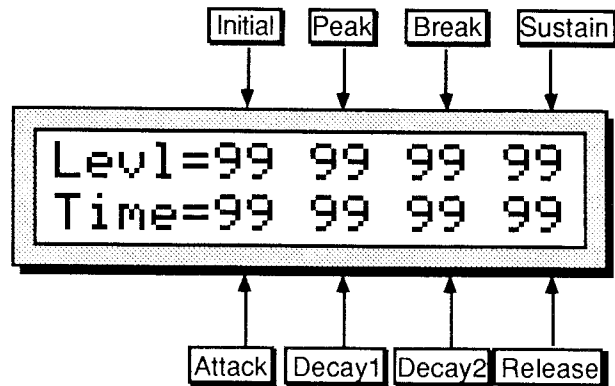 Initial Peak Break Sustain
Levl=99 99 99 99
Time=99 99 99 99
Attack Decay1 Decay2 Release